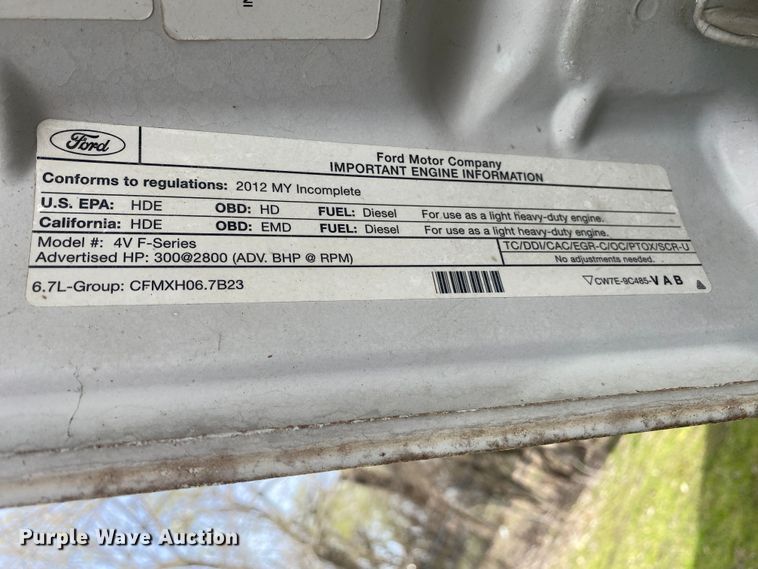 Ford
Ford Motor Company
IMPORTANT ENGINE INFORMATION
Conforms to regulations: 2012 MY Incomplete
U.S. EPA: HDE OBD: HD FUEL: Diesel For use as a light heavy-duty engine.
California: HDE OBD: EMD FUEL: Diesel For use as a light heavy-duty engine.
Model #: 4V F-Series
Advertised HP: 300@2800 (ADV. BHP @ RPM)
TC/DDI/CAC/EGR-C/OC/PTOX/SCR-U
No adjustments needed.
6.7L-Group: CFMXH06.7B23
CW7E-9C485-VAB
Purple Wave Auction